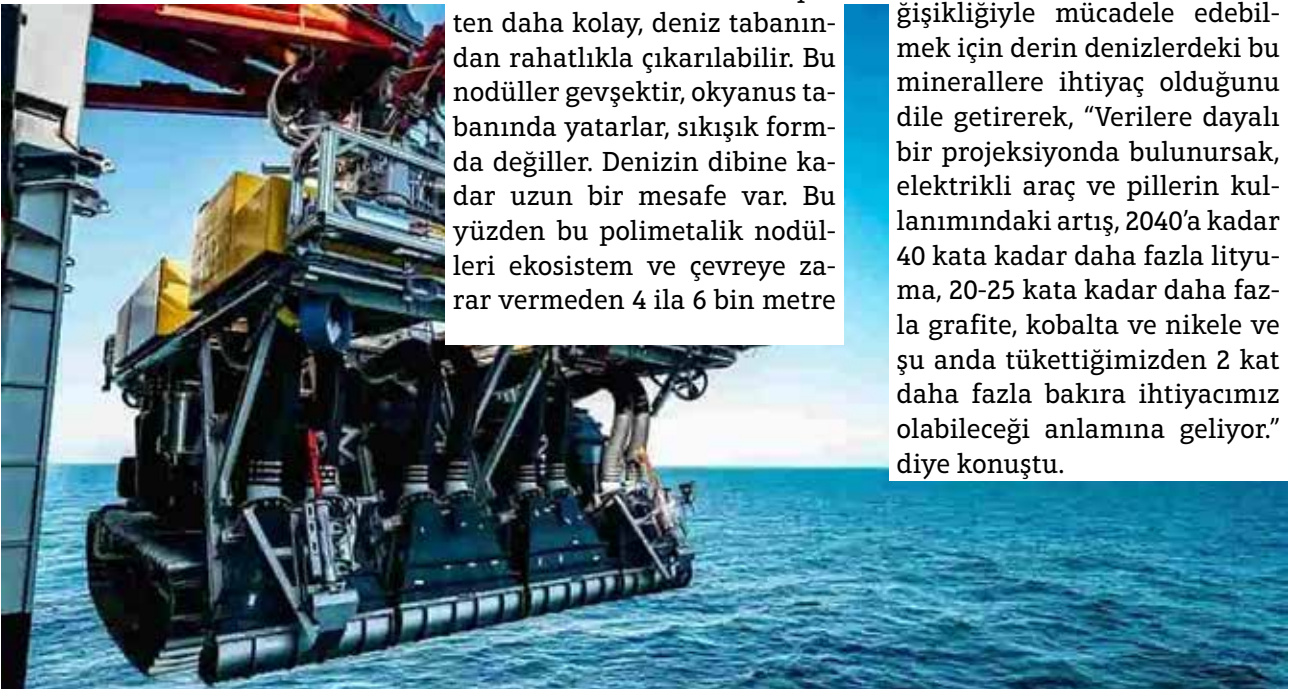 ten daha kolay, deniz tabanın-
dan rahatlıkla çıkarılabilir. Bu
nodüller gevşektir, okyanus ta-
banında yatarlar, sıkışık form-
da değiller. Denizin dibine ka-
dar uzun bir mesafe var. Bu
yüzden bu polimetalik nodül-
leri ekosistem ve çevreye za-
rar vermeden 4 ila 6 bin metre
ğişikliğiyle mücadele edebil-
mek için derin denizlerdeki bu
minerallere ihtiyaç olduğunu
dile getirerek, “Verilere dayalı
bir projeksiyonda bulunursak,
elektrikli araç ve pillerin kul-
lanımındaki artış, 2040’a kadar
40 kata kadar daha fazla lityu-
ma, 20-25 kata kadar daha faz-
la grafite, kobalta ve nikele ve
şu anda tükettiğimizden 2 kat
daha fazla bakıra ihtiyacımız
olabileceği anlamına geliyor.”
diye konuştu.